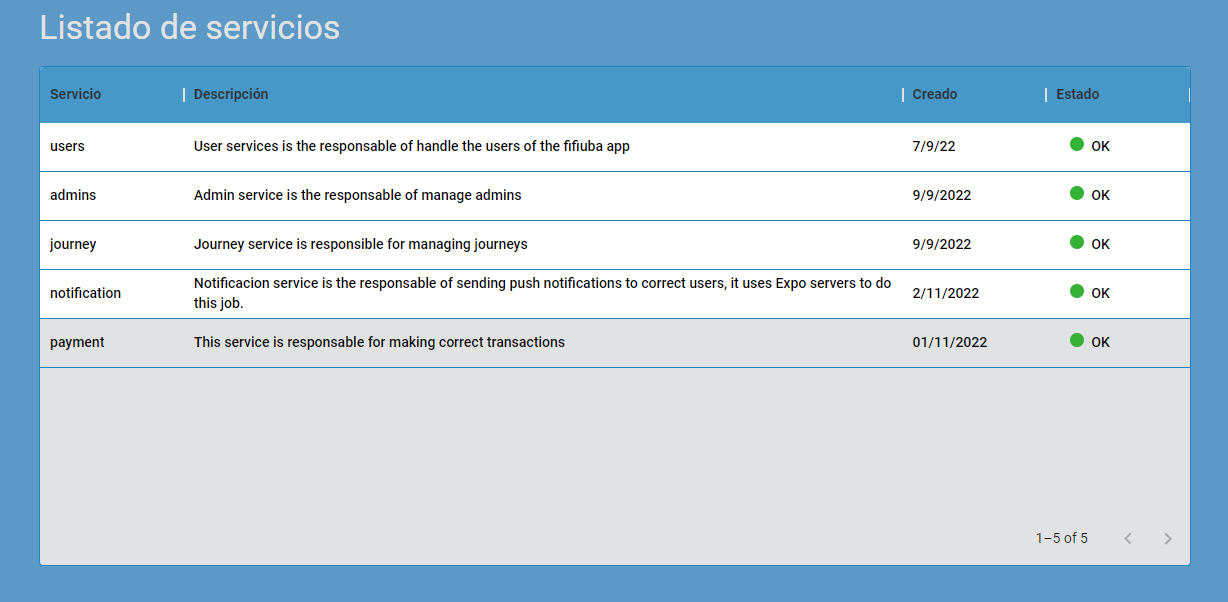 Listado de servicios
Servicio Descripción Creado Estado
users User services is the responsable of handle the users of the fifiuba app 7/9/22 OK
admins Admin service is the responsable of manage admins 9/9/2022 OK
journey Journey service is responsible for managing journeys 9/9/2022 OK
notification Notificacion service is the responsable of sending push notifications to correct users, it uses Expo servers to do 2/11/2022 OK
this job.
payment This service is responsable for making correct transactions 01/11/2022 OK
1–5 of 5